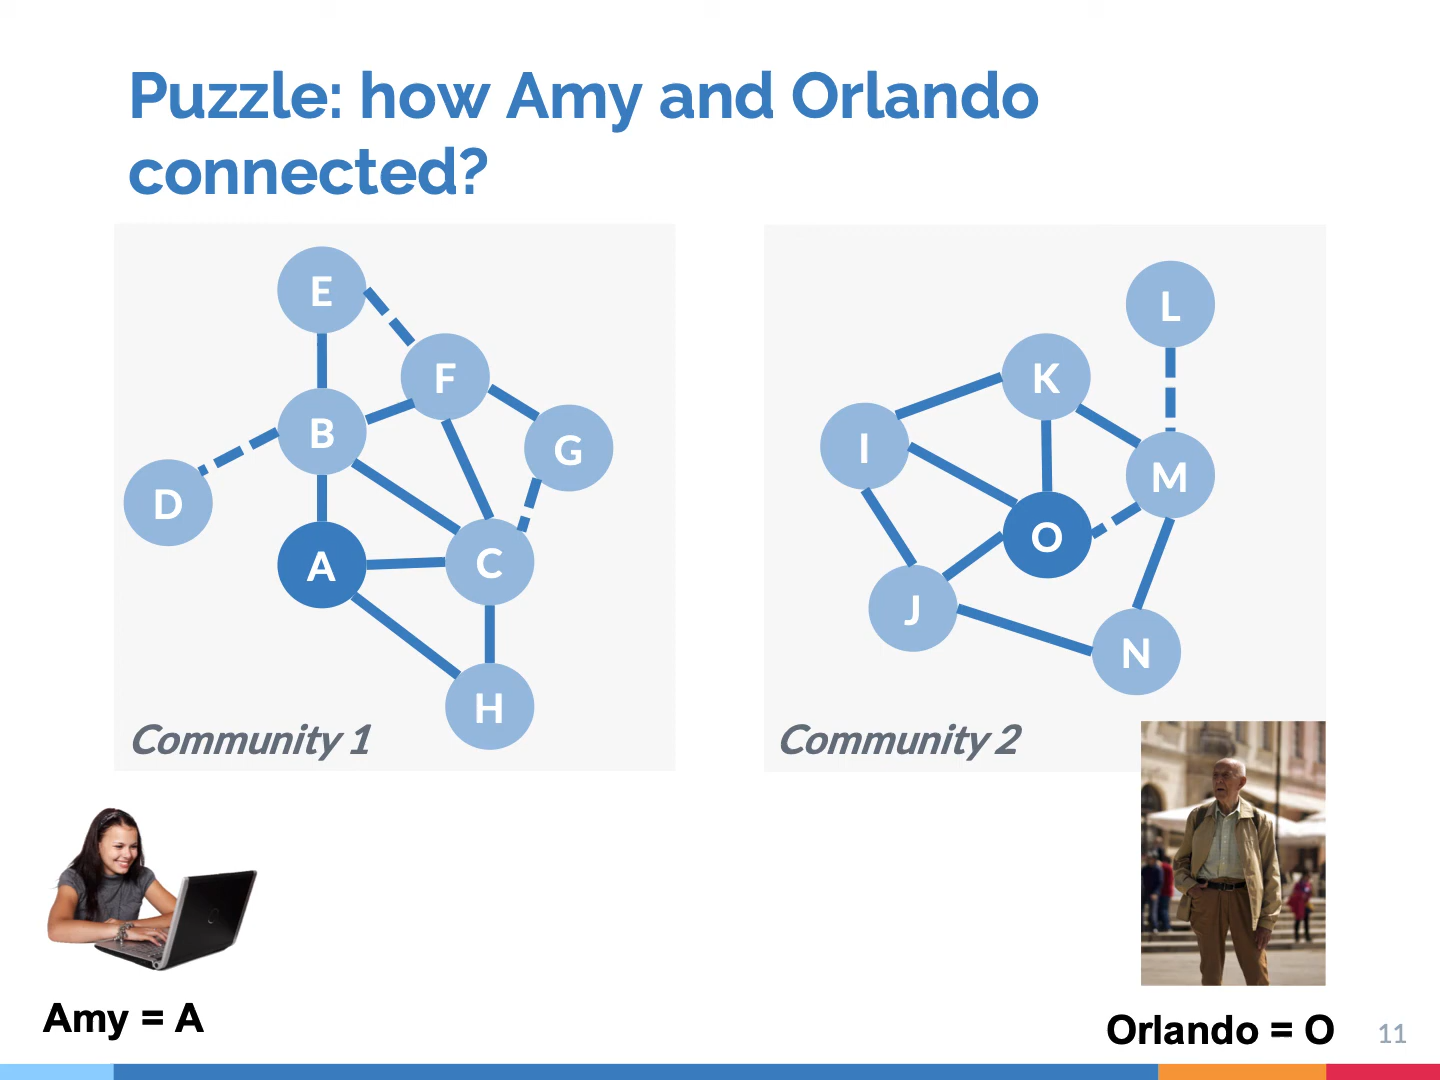 Puzzle: how Amy and Orlando
connected?
E
F
B
G
D
A
C
H
Community 1
L
K
I
M
O
J
N
Community 2
Amy = A
Orlando = O
11